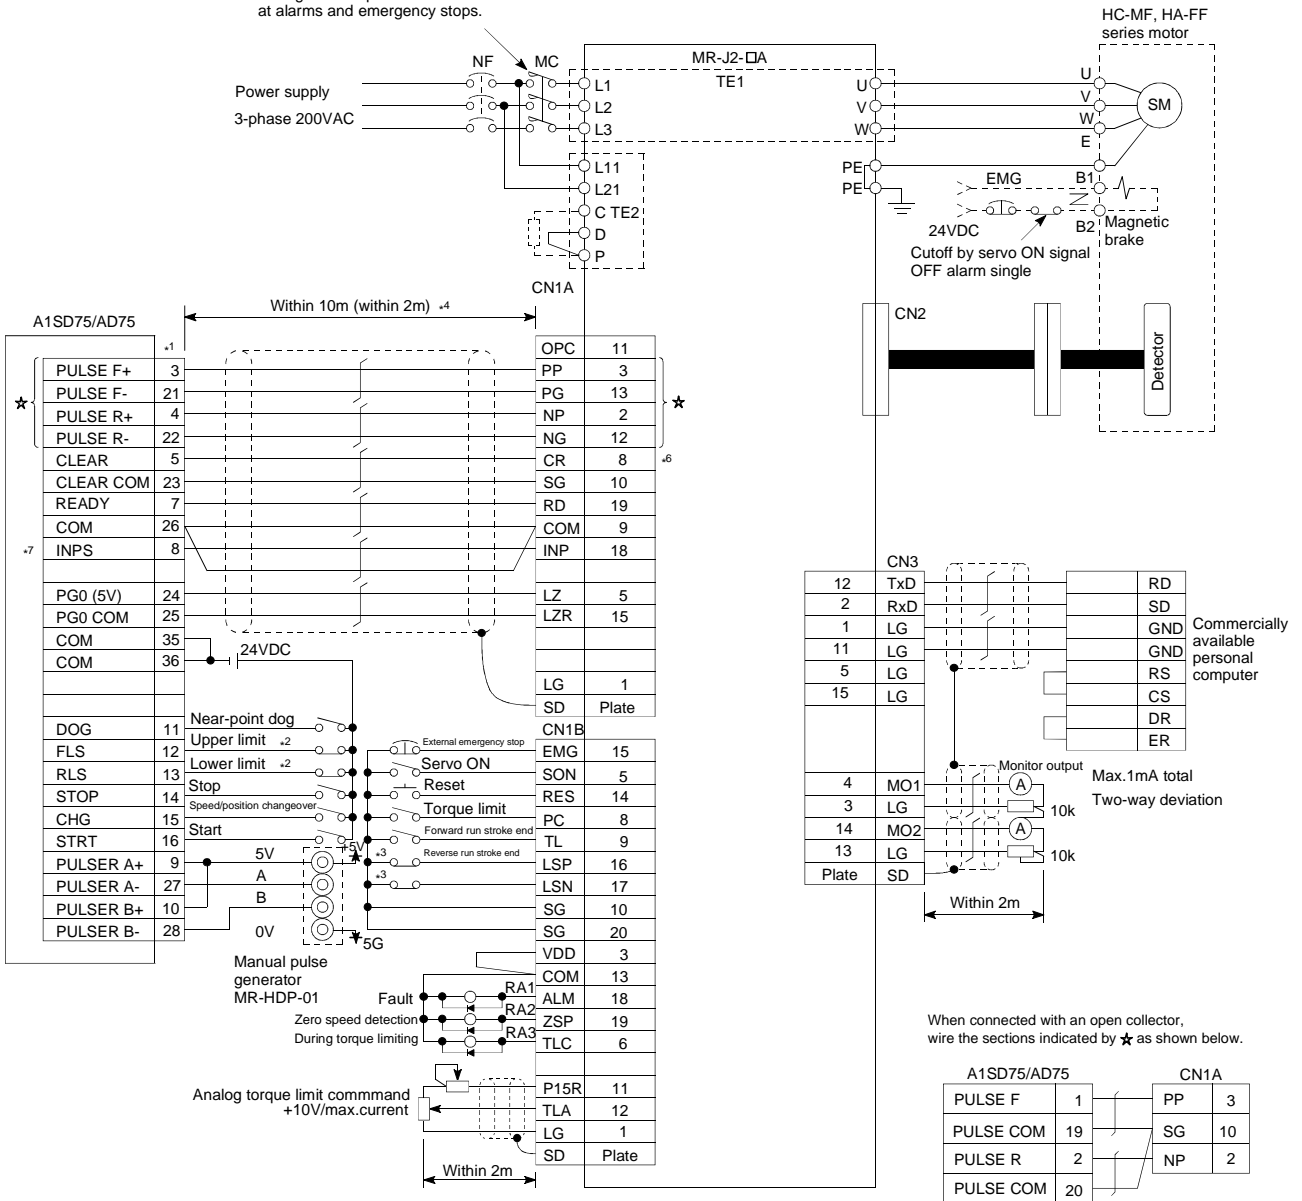 at alarms and emergency stops.
HC-MF, HA-FF
series motor
NF
MC
MR-J2-□A
TE1
Power supply
3-phase 200VAC
L1
L2
L3
U
V
W
U
V
W
E
SM
L11
L21
C TE2
D
P
PE
PE
EMG
B1
24VDC
B2
Magnetic
brake
Cutoff by servo ON signal
OFF alarm single
CN1A
CN2
Detector
Within 10m (within 2m) *4
A1SD75/AD75
*1
OPC 11
PULSE F+ 3
PP 3
PULSE F- 21
PG 13
☆
☆
PULSE R+ 4
NP 2
PULSE R- 22
NG 12
CLEAR 5
CR 8 *6
CLEAR COM 23
SG 10
READY 7
RD 19
COM 26
COM 9
*7 INPS 8
INP 18
PG0 (5V) 24
LZ 5
PG0 COM 25
LZR 15
COM 35
COM 36
24VDC
LG 1
SD Plate
CN1B
DOG 11 Near-point dog
FLS 12 Upper limit *2
RLS 13 Lower limit *2
STOP 14 Stop
CHG 15 Speed/position changeover
STRT 16 Start
PULSER A+ 9 5V
PULSER A- 27 A
PULSER B+ 10 B
PULSER B- 28 0V
+5V
5G
Manual pulse
generator
MR-HDP-01
External emergency stop
EMG 15
Servo ON
SON 5
Reset
RES 14
Torque limit
PC 8
Forward run stroke end
TL 9
*3 Reverse run stroke end
LSP 16
*3
LSN 17
SG 10
SG 20
VDD 3
COM 13
Fault RA1 ALM 18
Zero speed detection RA2 ZSP 19
During torque limiting RA3 TLC 6
Analog torque limit commmand
+10V/max.current
P15R 11
TLA 12
LG 1
SD Plate
Within 2m
CN3
12 TxD
RD
2 RxD
SD
1 LG
GND
11 LG
GND
5 LG
RS
15 LG
CS
DR
ER
Commercially
available
personal
computer
Monitor output
4 MO1
A
3 LG
10k
14 MO2
A
13 LG
10k
Plate SD
Max.1mA total
Two-way deviation
Within 2m
When connected with an open collector,
wire the sections indicated by ☆ as shown below.
A1SD75/AD75
CN1A
PULSE F 1
PP 3
PULSE COM 19
SG 10
PULSE R 2
NP 2
PULSE COM 20